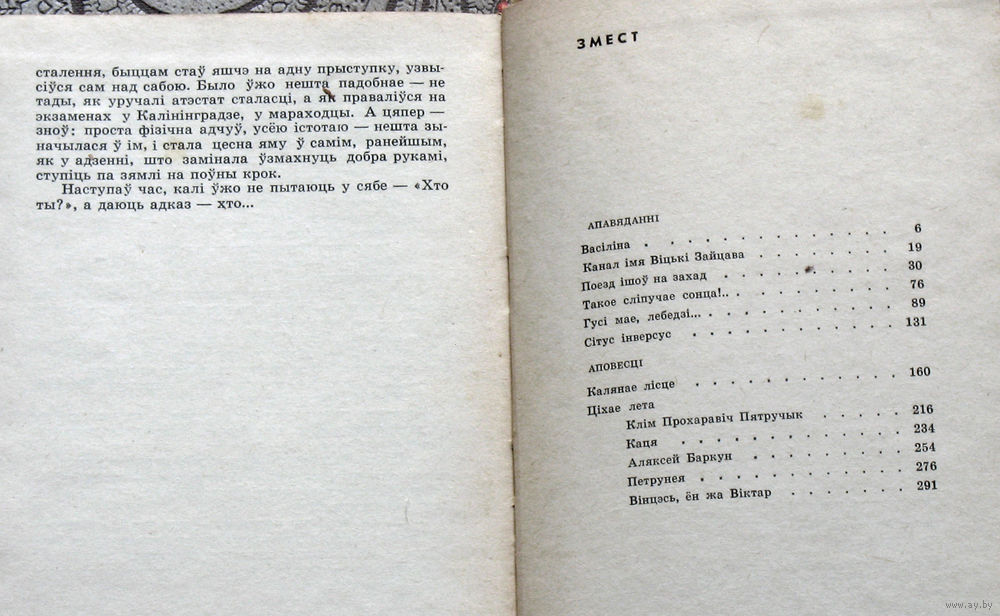 сталення, быццам стаў яшчэ на адну прыступку, узвы-
сіўся сам над сабою. Было ўжо нешта падобнае — не
тады, як уручалі атэстат сталасці, а як праваліўся на
экзаменах у Калінінградзе, у мараходцы. А цяпер —
зноў: проста фізічна адчуў, усёю істотаю — нешта зы-
началася ў ім, і стала цесна яму ў самім, ранейшым,
як у адзенні, што замінала ўзмахнуць добра рукамі,
ступіць па зямлі на поўны крок.
Наступаў час, калі ўжо не пытаюць у сябе — «Хто
ты?», а даюць адказ — хто...
ЗМЕСТ
АПАВЯДАННІ
Васіліна . . . . . . . . . . . . . 6
Канал імя Віцькі Зайцава . . . . . . . . 19
Поезд ішоў на захад . . . . . . . . . 30
Такое сліпучае сонца!.. . . . . . . . . . 76
Гусі мае, лебедзі... . . . . . . . . . . 89
Сітус інверсус . . . . . . . . . . . 131
АПОВЕСЦІ
Калянае лісце . . . . . . . . . . . 160
Ціхае лета
Клім Прохаравіч Пятручык . . . . . . 216
Каця . . . . . . . . . . . . 234
Аляксей Баркун . . . . . . . . . 254
Петрунея . . . . . . . . . . . 276
Вінцэсь, ён жа Віктар . . . . . . . 291
www.ay.by